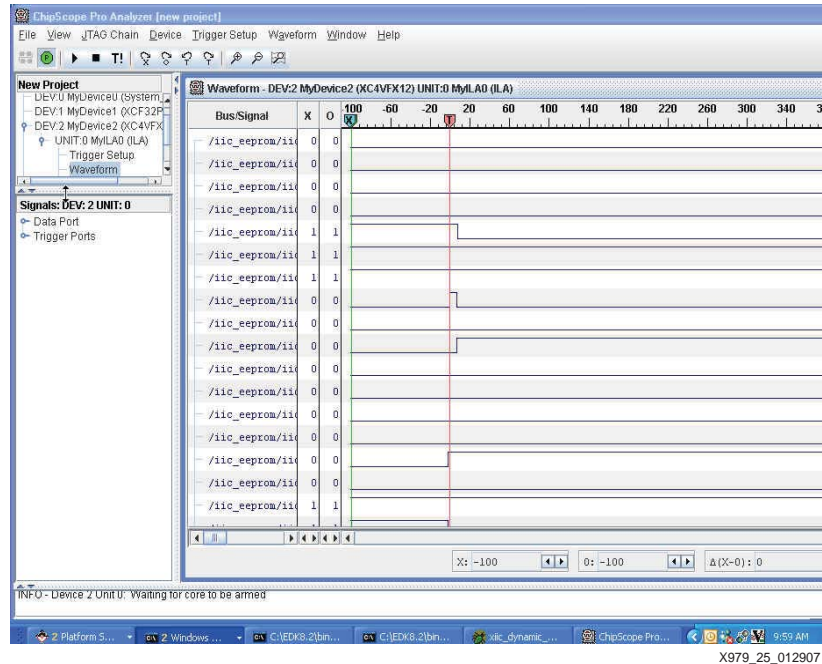 ChipScope Pro Analyzer [new project]
File View JTAG Chain Device Trigger Setup Waveform Window Help
T!
New Project
DEV:0 MyDevice0 (System_
DEV:1 MyDevice1 (XCF32P
DEV:2 MyDevice2 (XC4VFX
UNIT:0 MyILA0 (ILA)
Trigger Setup
Waveform
Signals: DEV: 2 UNIT: 0
Data Port
Trigger Ports
Waveform - DEV:2 MyDevice2 (XC4VFX12) UNIT:0 MyILA0 (ILA)
Bus/Signal X O 100 -60 -20 20 60 100 140 180 220 260 300 340 3
X T
/iic_eeprom/iic 0 0
/iic_eeprom/iic 0 0
/iic_eeprom/iic 0 0
/iic_eeprom/iic 0 0
/iic_eeprom/iic 1 1
/iic_eeprom/iic 1 1
/iic_eeprom/iic 1 1
/iic_eeprom/iic 0 0
/iic_eeprom/iic 0 0
/iic_eeprom/iic 0 0
/iic_eeprom/iic 0 0
/iic_eeprom/iic 0 0
/iic_eeprom/iic 0 0
/iic_eeprom/iic 0 0
/iic_eeprom/iic 0 0
/iic_eeprom/iic 0 0
/iic_eeprom/iic 1 1
X: -100 O: -100 Δ(X-O): 0
INFO - Device 2 Unit 0: Waiting for core to be armed
2 Platform S... 2 Windows ... C:\EDK8.2\bin... C:\EDK8.2\bin... xiic_dynamic_... ChipScope Pro... 9:59 AM
X979_25_012907